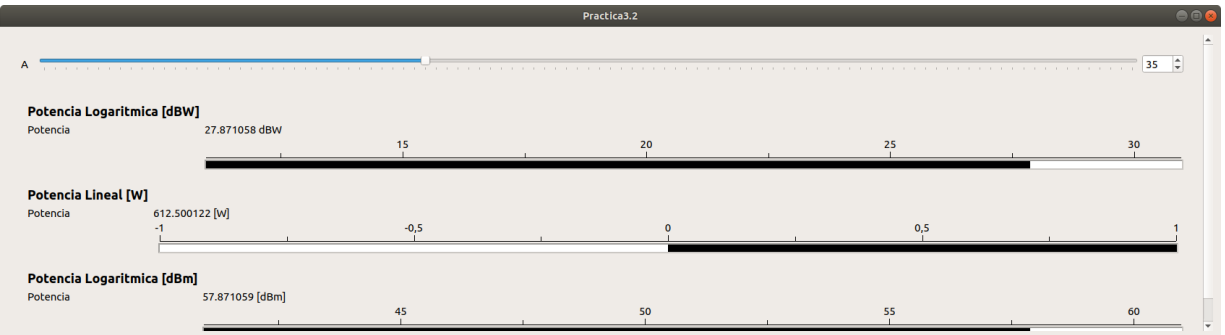 Practica3.2
A 35
Potencia Logaritmica [dBW]
Potencia 27.871058 dBW
15 20 25 30
Potencia Lineal [W]
Potencia 612.500122 [W]
-1 -0,5 0 0,5 1
Potencia Logaritmica [dBm]
Potencia 57.871059 [dBm]
45 50 55 60